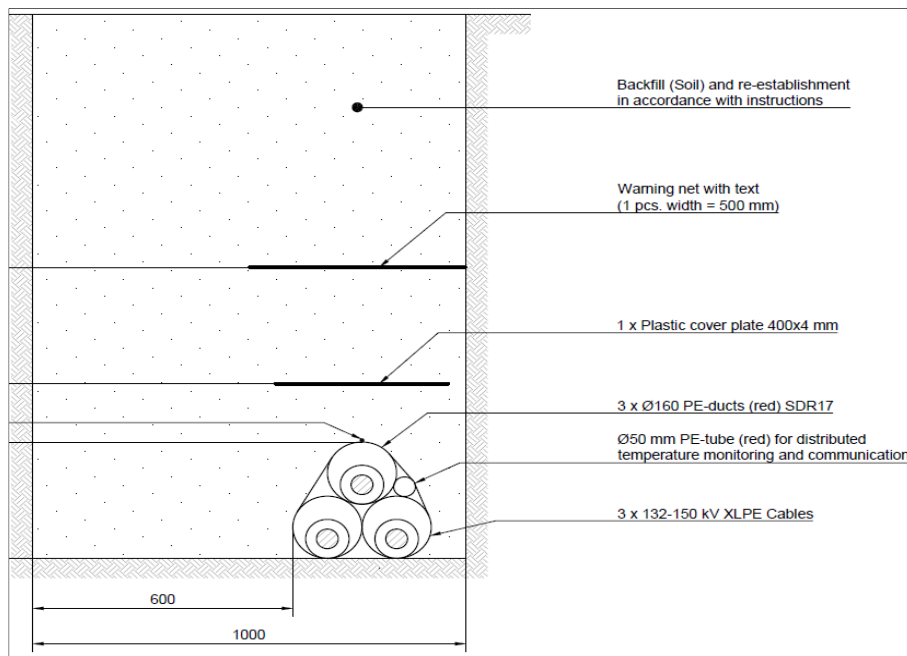 Backfill (Soil) and re-establishment
in accordance with instructions
Warning net with text
(1 pcs. width = 500 mm)
1 x Plastic cover plate 400x4 mm
3 x Ø160 PE-ducts (red) SDR17
Ø50 mm PE-tube (red) for distributed
temperature monitoring and communication
3 x 132-150 kV XLPE Cables
600
1000